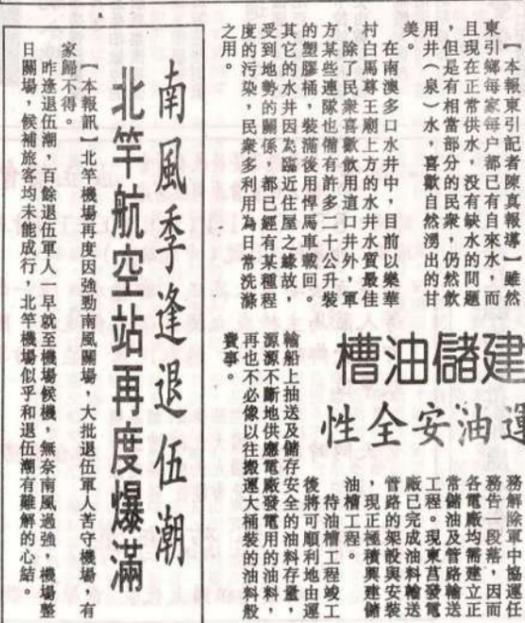 【本報東引記者陳真報導】雖然
東引鄉每家每户都已有自來水，而
且現在正常供水，没有缺水的問題
，但是有相當部分的民衆，仍然飲
用井（泉）水，喜歡自然湧出的甘
美。
在南澳多口水井中，目前以樂華
村白馬尊王廟上方的水井水質最佳
，除了民衆喜歡飲用這口井外，軍
方某些連隊也備有許多二十公升裝
的塑膠桶，裝滿後用悍馬車載回。
其它的水井因為臨近住屋之緣故，
受到地勢的關係，都已經有某種程
度的污染，民衆多利用為日常洗滌
之用。
南風季逢退伍潮
北竿航空站再度爆滿
【本報訊】北竿機場再度因強勁南風關場，大批退伍軍人苦守機場，有
家歸不得。
昨逢退伍潮，百餘退伍軍人一早就至機場候機，無奈南風過強，機場整
日關場，候補旅客均未能成行，北竿機場似乎和退伍潮有難解的心結。
建儲油槽
運油安全性
務解除軍中協運任
務告一段落，因而
各電廠均需建立正
常儲油及管路輸送
工程。現東莒發電
廠已完成油料輸送
管路的架設與安裝
，現正極積興建儲
油槽工程。
待油槽工程竣工
後將可順利地由運
輸船上抽送及儲存安全的油料存量，
源源不斷地供應電廠發電用的油料，
再也不必像以往搬運大桶裝的油料般
費事。